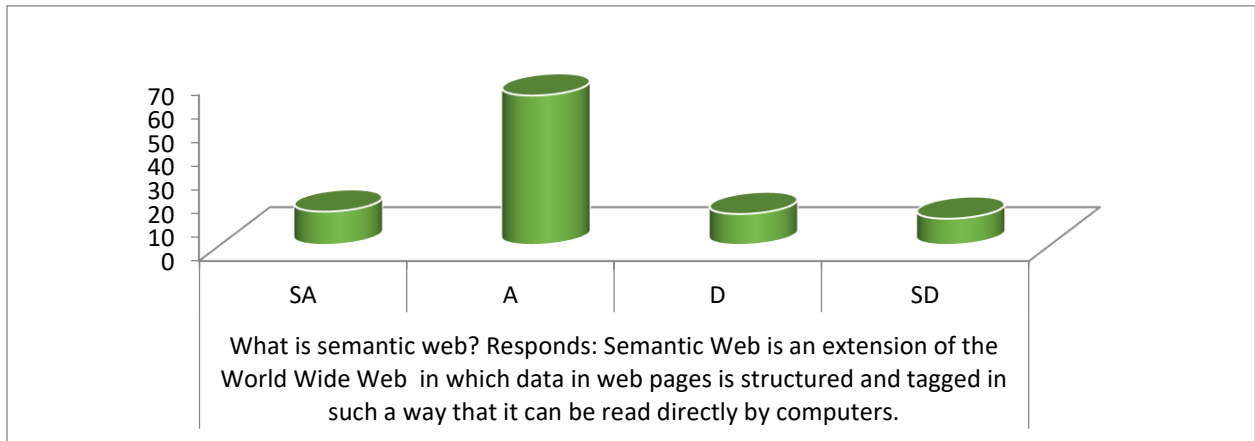 70
60
50
40
30
20
10
0
SA A D SD
What is semantic web? Responds: Semantic Web is an extension of the
World Wide Web in which data in web pages is structured and tagged in
such a way that it can be read directly by computers.